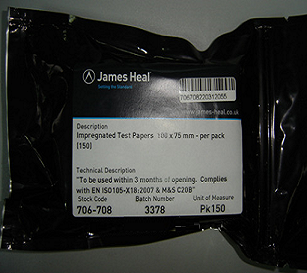 James Heal
Setting the Standard
706708220312055
www.james-heal.co.uk
Description
Impregnated Test Papers 100 x 75 mm - per pack
[150]
Technical Description
"To be used within 3 months of opening. Complies
with EN ISO105-X18:2007 & M&S C20B"
Stock Code Batch Number Unit of Measure
706-708 3378 Pk150